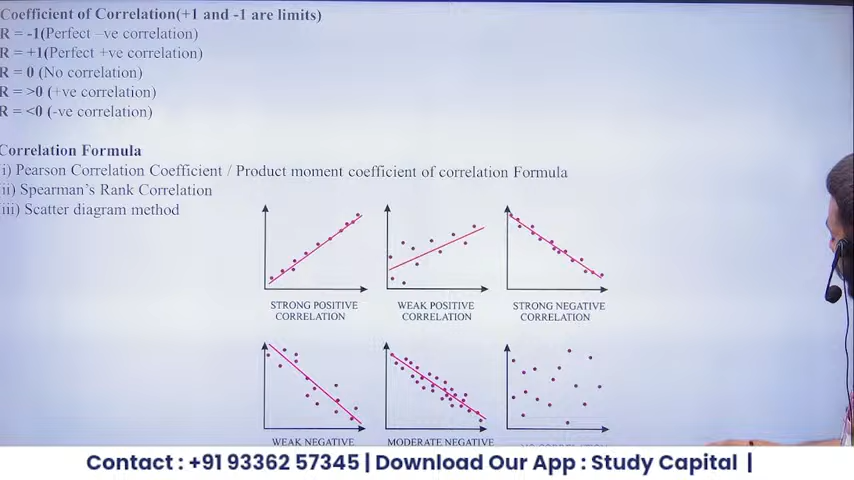 Coefficient of Correlation(+1 and -1 are limits)
R = -1(Perfect –ve correlation)
R = +1(Perfect +ve correlation)
R = 0 (No correlation)
R = >0 (+ve correlation)
R = <0 (-ve correlation)
Correlation Formula
i) Pearson Correlation Coefficient / Product moment coefficient of correlation Formula
ii) Spearman's Rank Correlation
iii) Scatter diagram method
STRONG POSITIVE
CORRELATION
WEAK POSITIVE
CORRELATION
STRONG NEGATIVE
CORRELATION
WEAK NEGATIVE
MODERATE NEGATIVE
Contact : +91 93362 57345 | Download Our App : Study Capital |